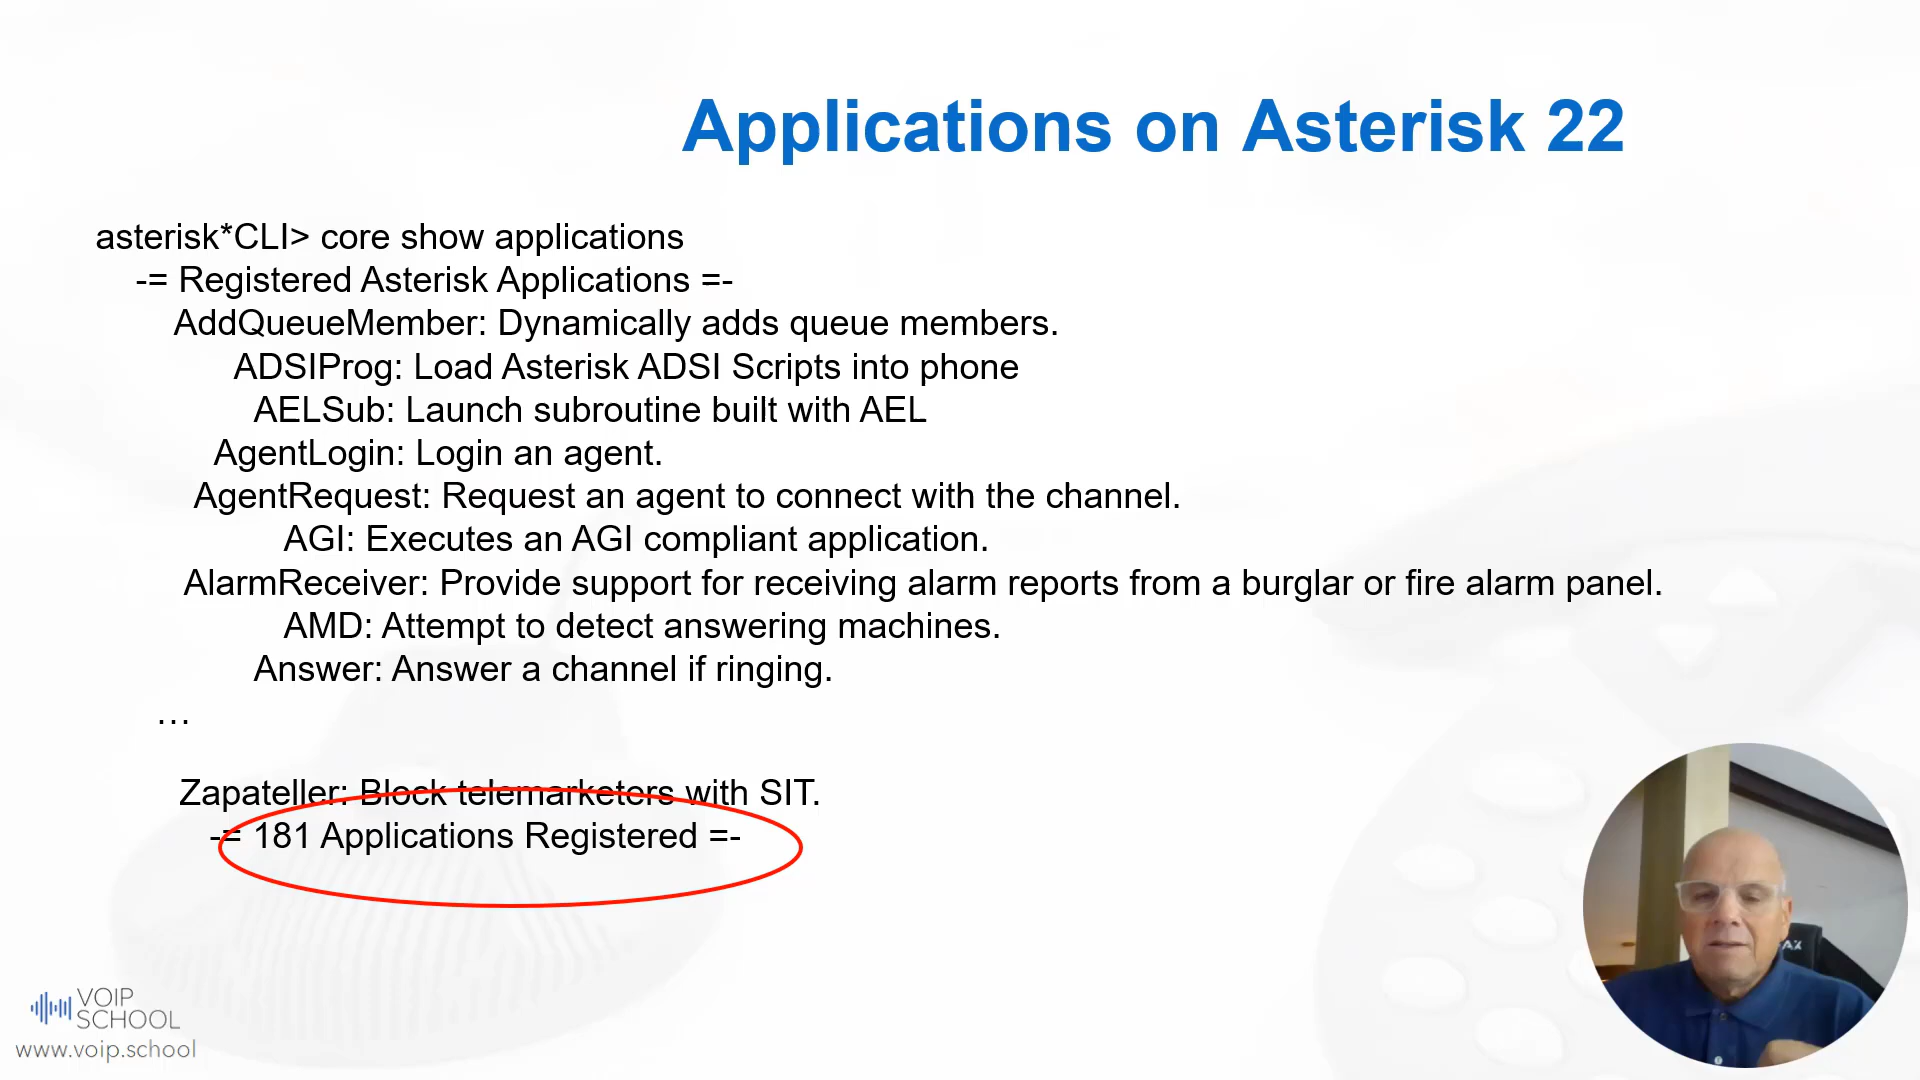 Applications on Asterisk 22
asterisk*CLI> core show applications
-= Registered Asterisk Applications =-
AddQueueMember: Dynamically adds queue members.
ADSIProg: Load Asterisk ADSI Scripts into phone
AELSub: Launch subroutine built with AEL
AgentLogin: Login an agent.
AgentRequest: Request an agent to connect with the channel.
AGI: Executes an AGI compliant application.
AlarmReceiver: Provide support for receiving alarm reports from a burglar or fire alarm panel.
AMD: Attempt to detect answering machines.
Answer: Answer a channel if ringing.
…
Zapateller: Block telemarketers with SIT.
-= 181 Applications Registered =-
VOIP
SCHOOL
www.voip.school